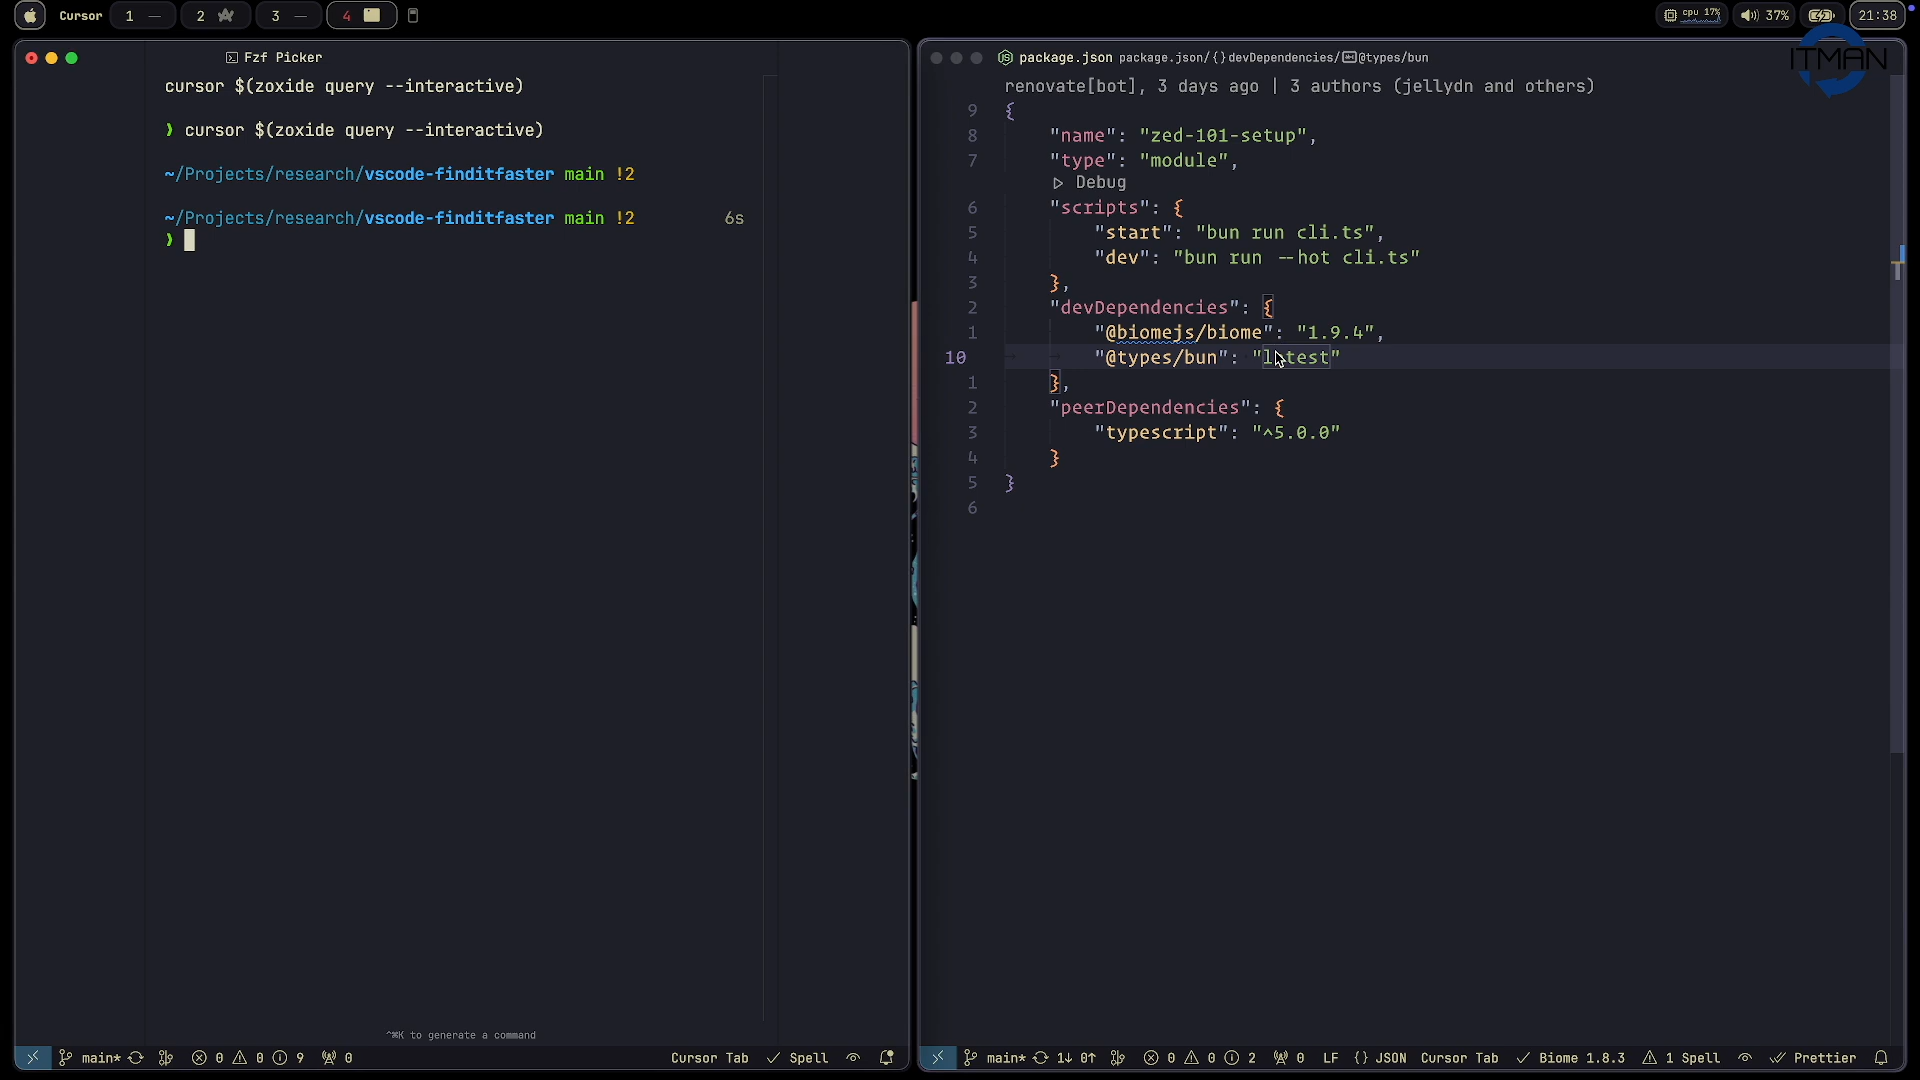 Cursor 1 — 2 3 — 4 cpu 17% 37% 21:38
ITMAN
Fzf Picker
cursor $(zoxide query --interactive)
❯ cursor $(zoxide query --interactive)
~/Projects/research/vscode-finditfaster main !2
~/Projects/research/vscode-finditfaster main !2 6s
❯
^⌘K to generate a command
main* 0 0 9 0 Cursor Tab Spell
package.json package.json/{}devDependencies/@types/bun
renovate[bot], 3 days ago | 3 authors (jellydn and others)
9 {
8 "name": "zed-101-setup",
7 "type": "module",
Debug
6 "scripts": {
5 "start": "bun run cli.ts",
4 "dev": "bun run --hot cli.ts"
3 },
2 "devDependencies": {
1 "@biomejs/biome": "1.9.4",
10 "@types/bun": "latest"
1 },
2 "peerDependencies": {
3 "typescript": "^5.0.0"
4 }
5 }
6
main* 1↓ 0↑ 0 0 2 0 LF {} JSON Cursor Tab Biome 1.8.3 1 Spell Prettier